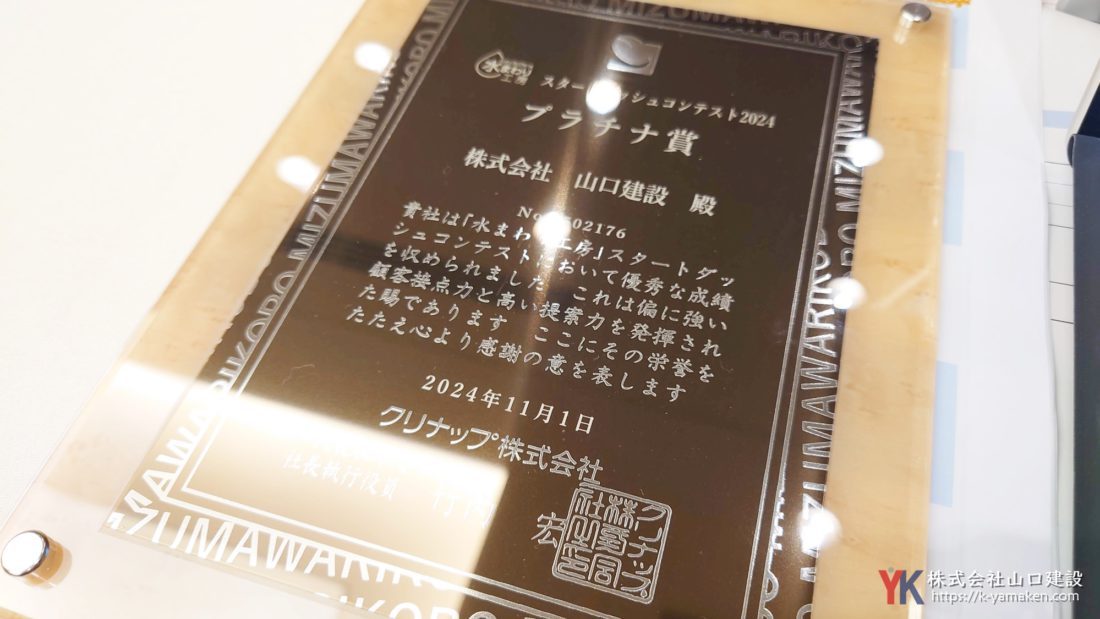 水まわり
工房
スタートダッシュコンテスト2024
プラチナ賞
株式会社 山口建設 殿
02176
貴社は「水まわり工房」スタートダッ
シュコンテストにおいて優秀な成績
を収められました これは偏に強い
顧客接点力と高い提案力を発揮され
た賜であります ここにその栄誉を
たたえ心より感謝の意を表します
2024年11月1日
クリナップ株式会社
社長執行役員 竹内 宏
MIZUMAWARIKOBO MIZUMAWARIKOBO
YK 株式会社山口建設
https://k-yamaken.com